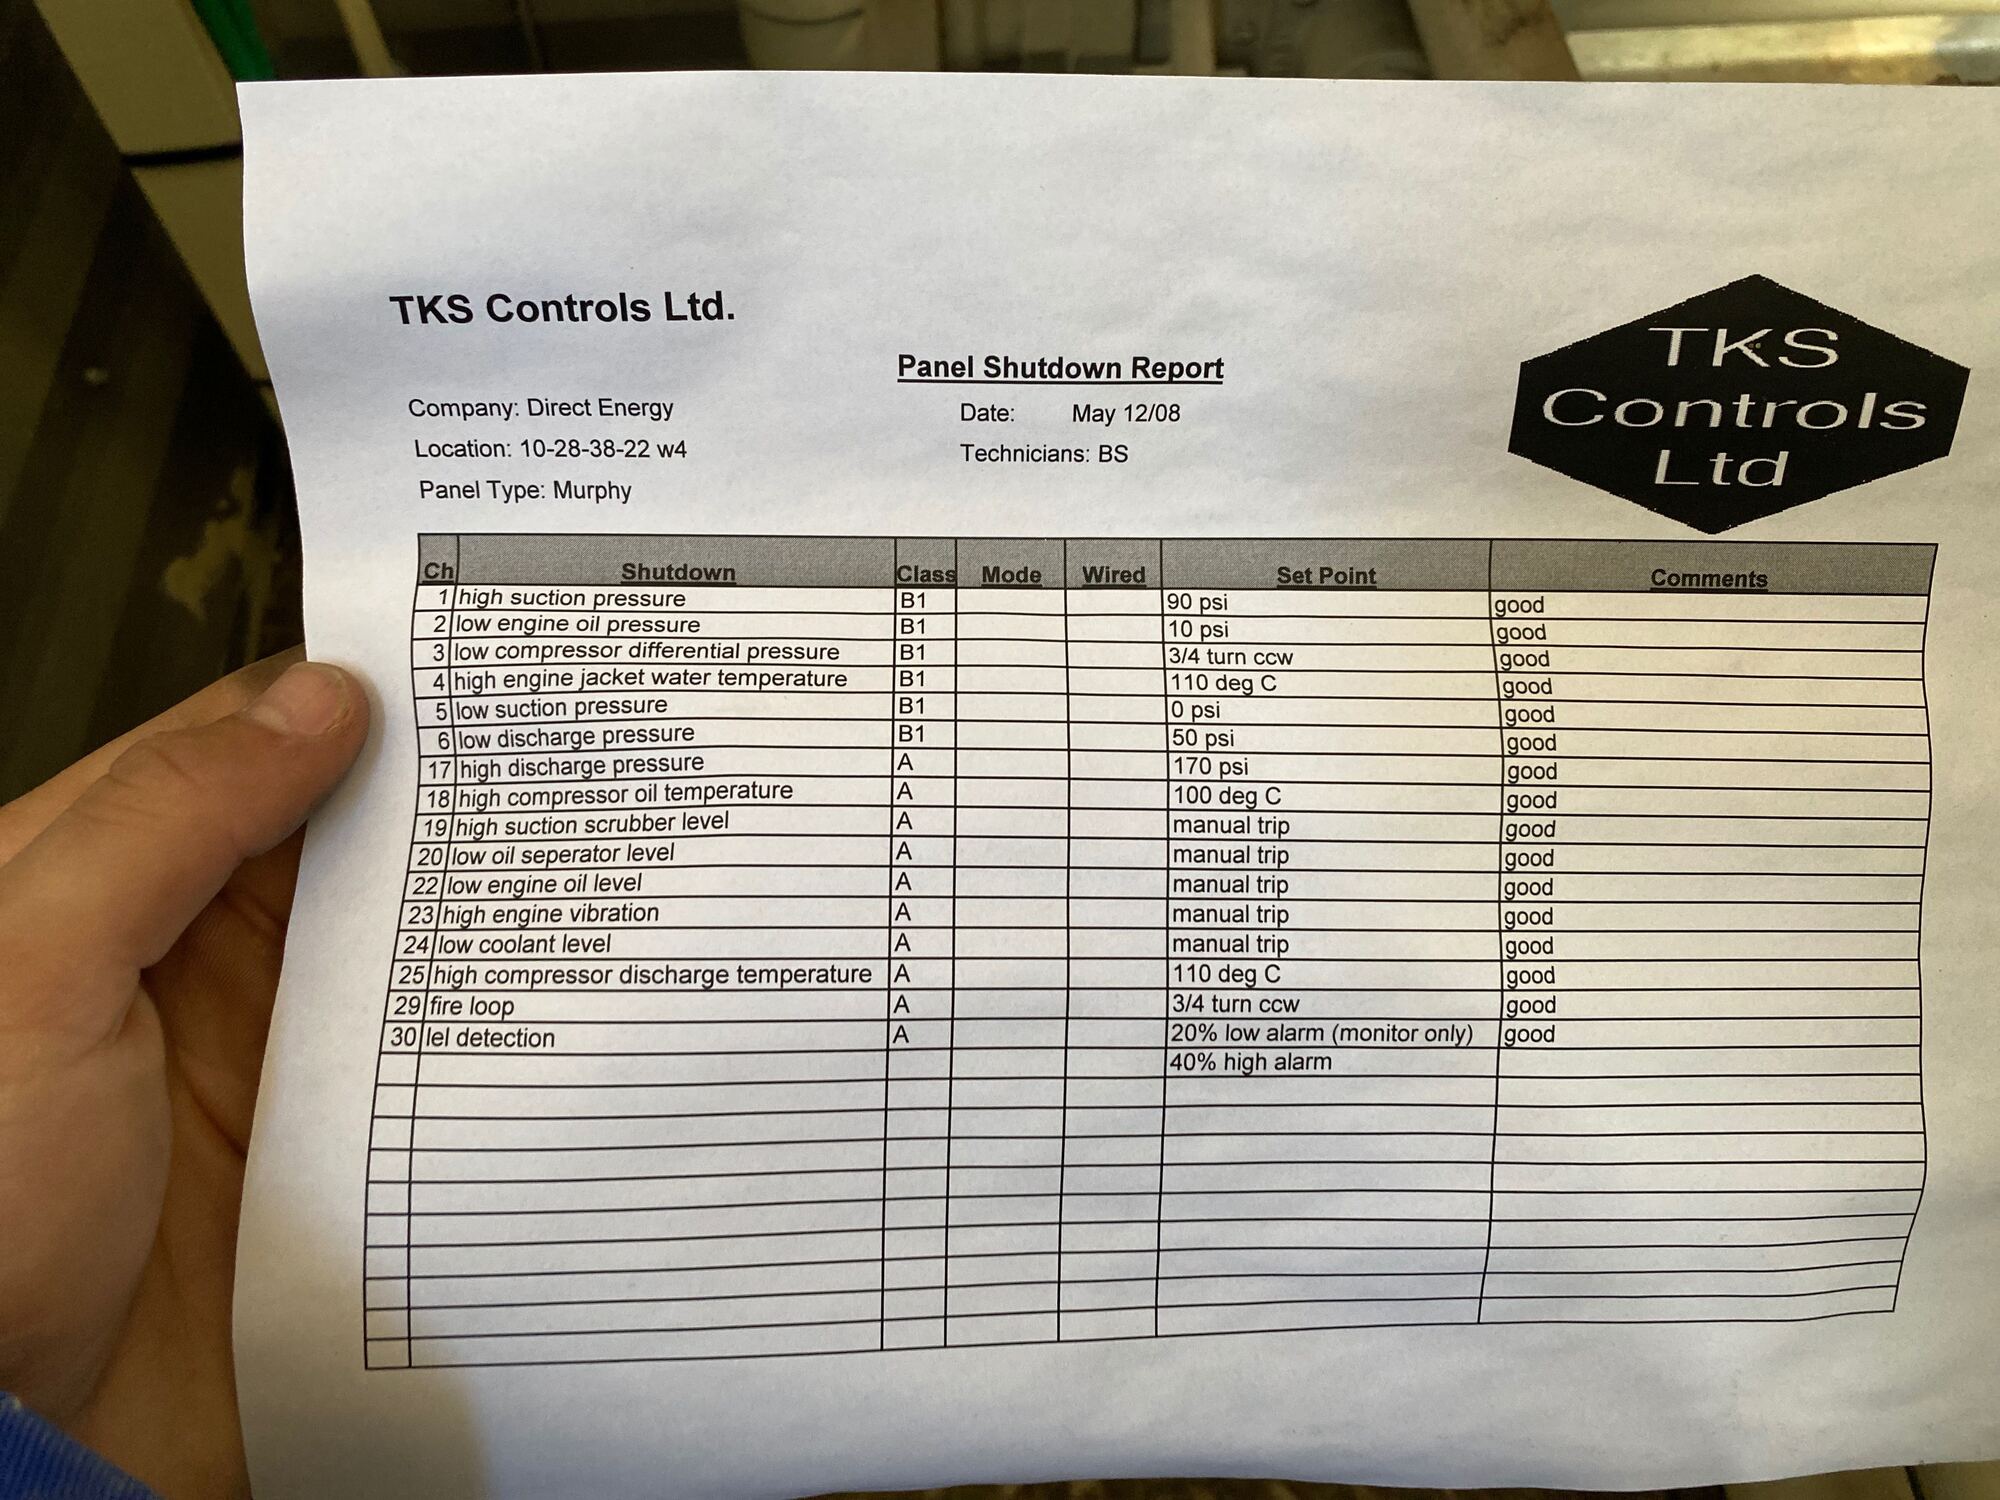 TKS Controls Ltd.
TKS
Controls
Ltd
Panel Shutdown Report
Company: Direct Energy
Date: May 12/08
Location: 10-28-38-22 w4
Technicians: BS
Panel Type: Murphy
Ch Shutdown Class Mode Wired Set Point Comments
1 high suction pressure B1 90 psi good
2 low engine oil pressure B1 10 psi good
3 low compressor differential pressure B1 3/4 turn ccw good
4 high engine jacket water temperature B1 110 deg C good
5 low suction pressure B1 0 psi good
6 low discharge pressure B1 50 psi good
17 high discharge pressure A 170 psi good
18 high compressor oil temperature A 100 deg C good
19 high suction scrubber level A manual trip good
20 low oil seperator level A manual trip good
22 low engine oil level A manual trip good
23 high engine vibration A manual trip good
24 low coolant level A manual trip good
25 high compressor discharge temperature A 110 deg C good
29 fire loop A 3/4 turn ccw good
30 lel detection A 20% low alarm (monitor only) good
40% high alarm